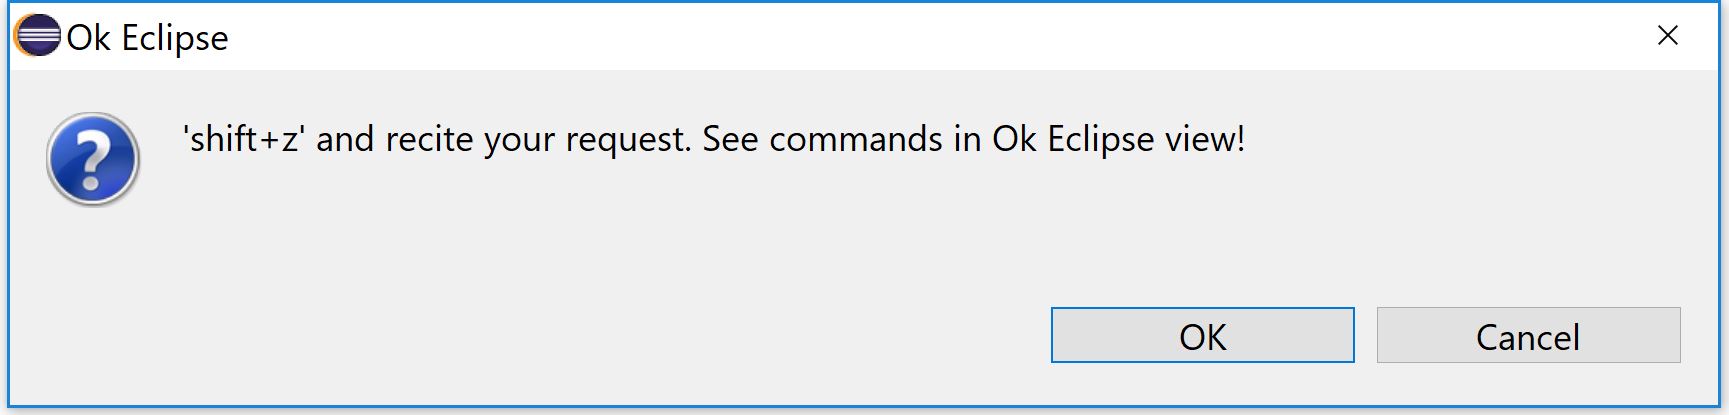 Ok Eclipse
'shift+z' and recite your request. See commands in Ok Eclipse view!
OK
Cancel